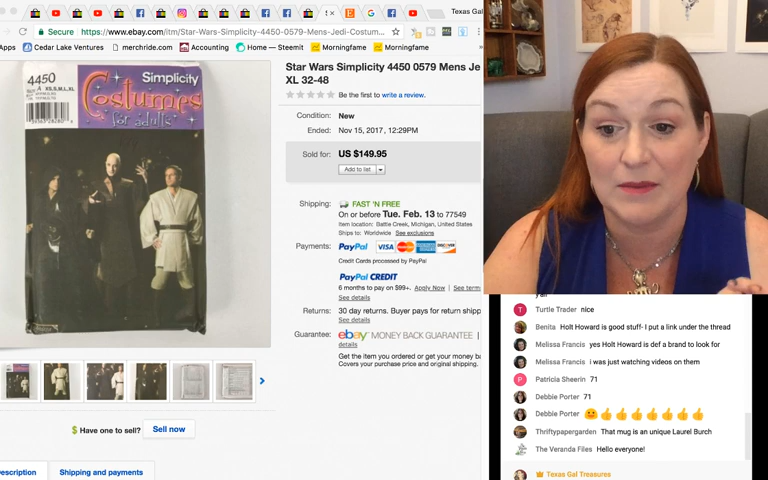 Texas Gal
Secure
https://www.ebay.com/itm/Star-Wars-Simplicity-4450-0579-Mens-Jedi-Costum...
Apps
Cedar Lake Ventures
merchride.com
Accounting
Home — Steemit
Morningfame
Morningfame
4450
Simplicity
Costumes
for adults
Star Wars Simplicity 4450 0579 Mens Je
XL 32-48
Be the first to write a review.
Condition: New
Ended: Nov 15, 2017 , 12:29PM
Sold for: US $149.95
Add to list
Shipping: FAST 'N FREE
On or before Tue. Feb. 13 to 77549
Item location: Battle Creek, Michigan, United States
Ships to: Worldwide See exclusions
Payments: PayPal VISA MasterCard AMEX DISCOVER
Credit Cards processed by PayPal
PayPal CREDIT
6 months to pay on $99+. Apply Now | See term
See details
Returns: 30 day returns. Buyer pays for return shipp
See details
Guarantee: ebay MONEY BACK GUARANTEE |
details
Get the item you ordered or get your money ba
Covers your purchase price and original shipping.
Have one to sell? Sell now
escription
Shipping and payments
y'all
Turtle Trader nice
Benita Holt Howard is good stuff- I put a link under the thread
Melissa Francis yes Holt Howard is def a brand to look for
Melissa Francis i was just watching videos on them
Patricia Sheerin 71
Debbie Porter 71
Debbie Porter
Thriftypapergarden That mug is an unique Laurel Burch
The Veranda Files Hello everyone!
Texas Gal Treasures